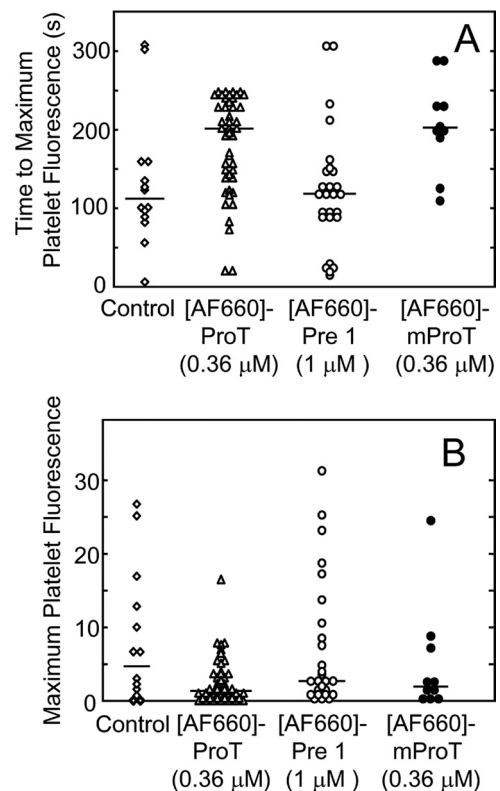 A
Time to Maximum
Platelet Fluorescence (s)
300
200
100
0
Control [AF660]- [AF660]- [AF660]-
ProT Pre 1 mProT
(0.36 μM) (1 μM ) (0.36 μM)
B
Maximum Platelet Fluorescence
30
20
10
0
Control [AF660]- [AF660]- [AF660]-
ProT Pre 1 mProT
(0.36 μM) (1 μM ) (0.36 μM)